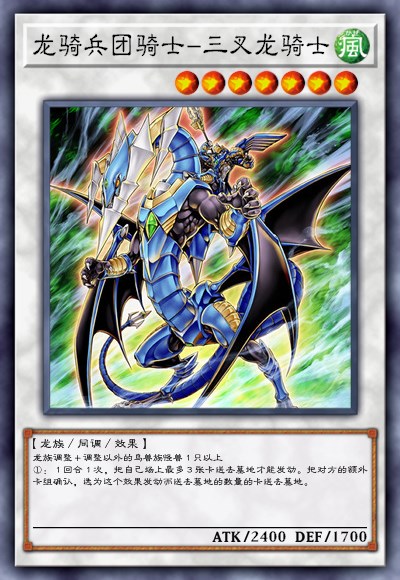 龙骑兵团骑士-三叉龙骑士
風
【龙族/同调/效果】
龙族调整+调整以外的鸟兽族怪兽1只以上
①：1回合1次，把自己场上最多3张卡送去墓地才能发动。把对方的额外
卡组确认，选为这个效果发动而送去墓地的数量的卡送去墓地。
ATK/2400 DEF/1700